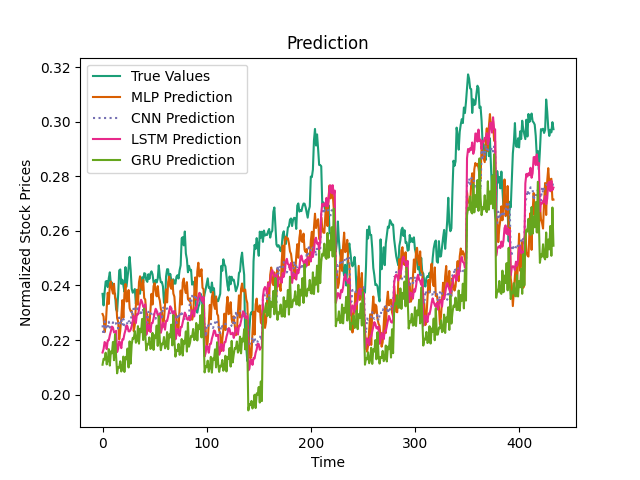 Prediction
True Values
MLP Prediction
CNN Prediction
LSTM Prediction
GRU Prediction
Normalized Stock Prices
0.32
0.30
0.28
0.26
0.24
0.22
0.20
0 100 200 300 400
Time